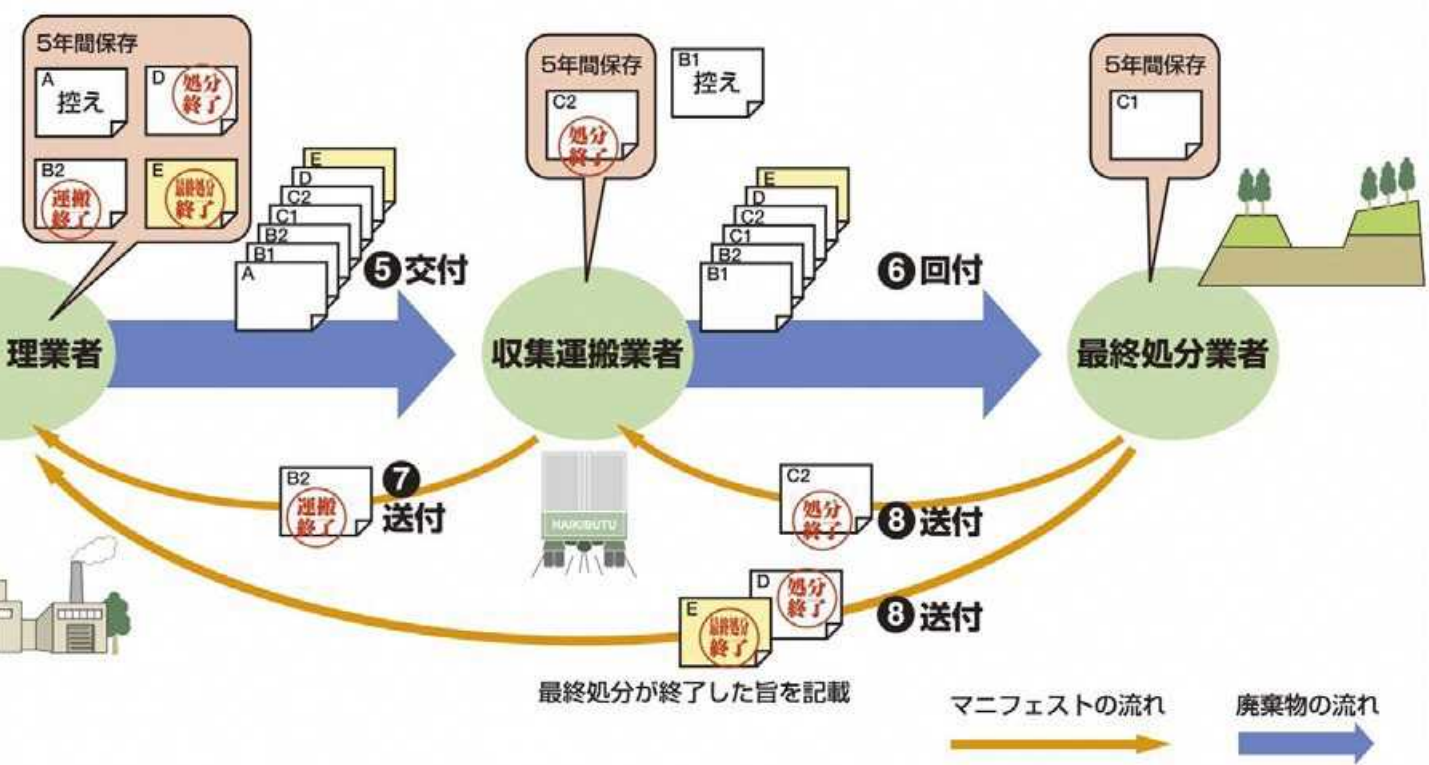 5年間保存
A
控え
D
処分
終了
B2
運搬
終了
E
最終処分
終了
E
D
C2
C1
B2
B1
A
❺交付
5年間保存
C2
処分
終了
B1
控え
E
D
C2
C1
B2
B1
❻回付
5年間保存
C1
理業者
収集運搬業者
最終処分業者
B2
運搬
終了
❼
送付
HAIKIBUTU
C2
処分
終了
❽送付
E
最終処分
終了
D
処分
終了
❽送付
最終処分が終了した旨を記載
マニフェストの流れ
廃棄物の流れ